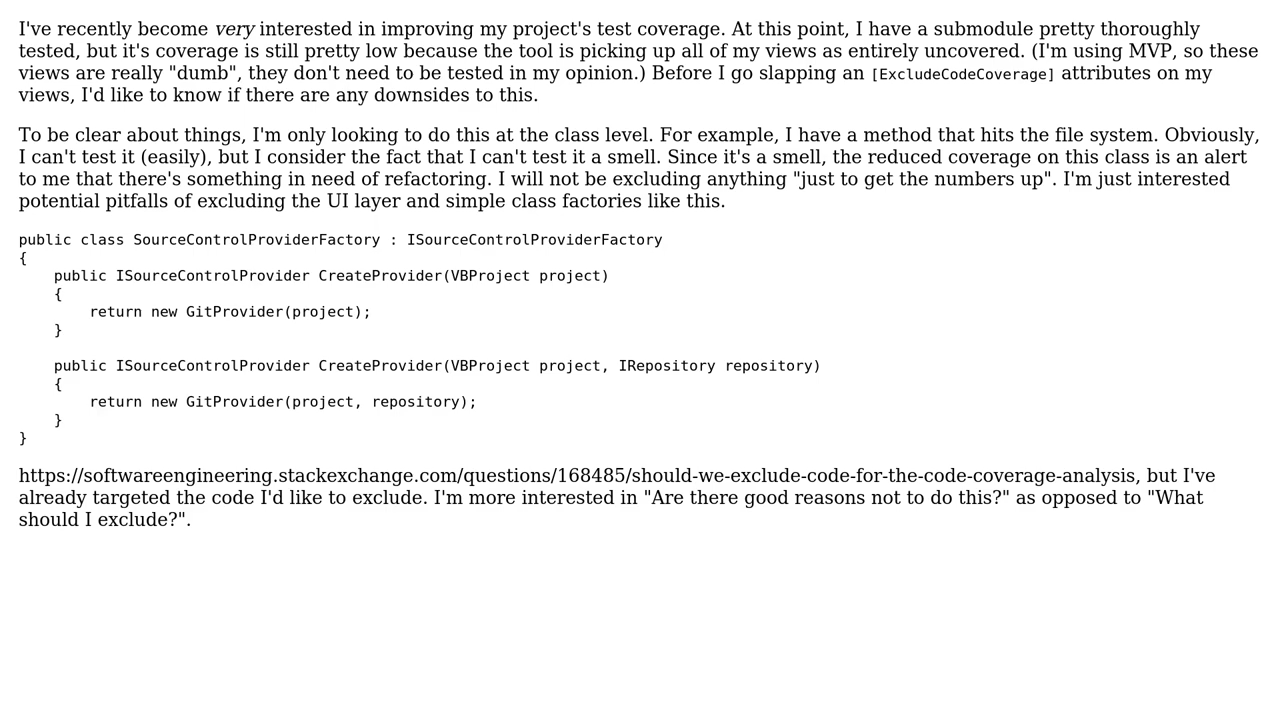 I've recently become very interested in improving my project's test coverage. At this point, I have a submodule pretty thoroughly
tested, but it's coverage is still pretty low because the tool is picking up all of my views as entirely uncovered. (I'm using MVP, so these
views are really "dumb", they don't need to be tested in my opinion.) Before I go slapping an [ExcludeCodeCoverage] attributes on my
views, I'd like to know if there are any downsides to this.
To be clear about things, I'm only looking to do this at the class level. For example, I have a method that hits the file system. Obviously,
I can't test it (easily), but I consider the fact that I can't test it a smell. Since it's a smell, the reduced coverage on this class is an alert
to me that there's something in need of refactoring. I will not be excluding anything "just to get the numbers up". I'm just interested
potential pitfalls of excluding the UI layer and simple class factories like this.
public class SourceControlProviderFactory : ISourceControlProviderFactory
{
    public ISourceControlProvider CreateProvider(VBProject project)
    {
        return new GitProvider(project);
    }
    public ISourceControlProvider CreateProvider(VBProject project, IRepository repository)
    {
        return new GitProvider(project, repository);
    }
}
https://softwareengineering.stackexchange.com/questions/168485/should-we-exclude-code-for-the-code-coverage-analysis, but I've
already targeted the code I'd like to exclude. I'm more interested in "Are there good reasons not to do this?" as opposed to "What
should I exclude?".